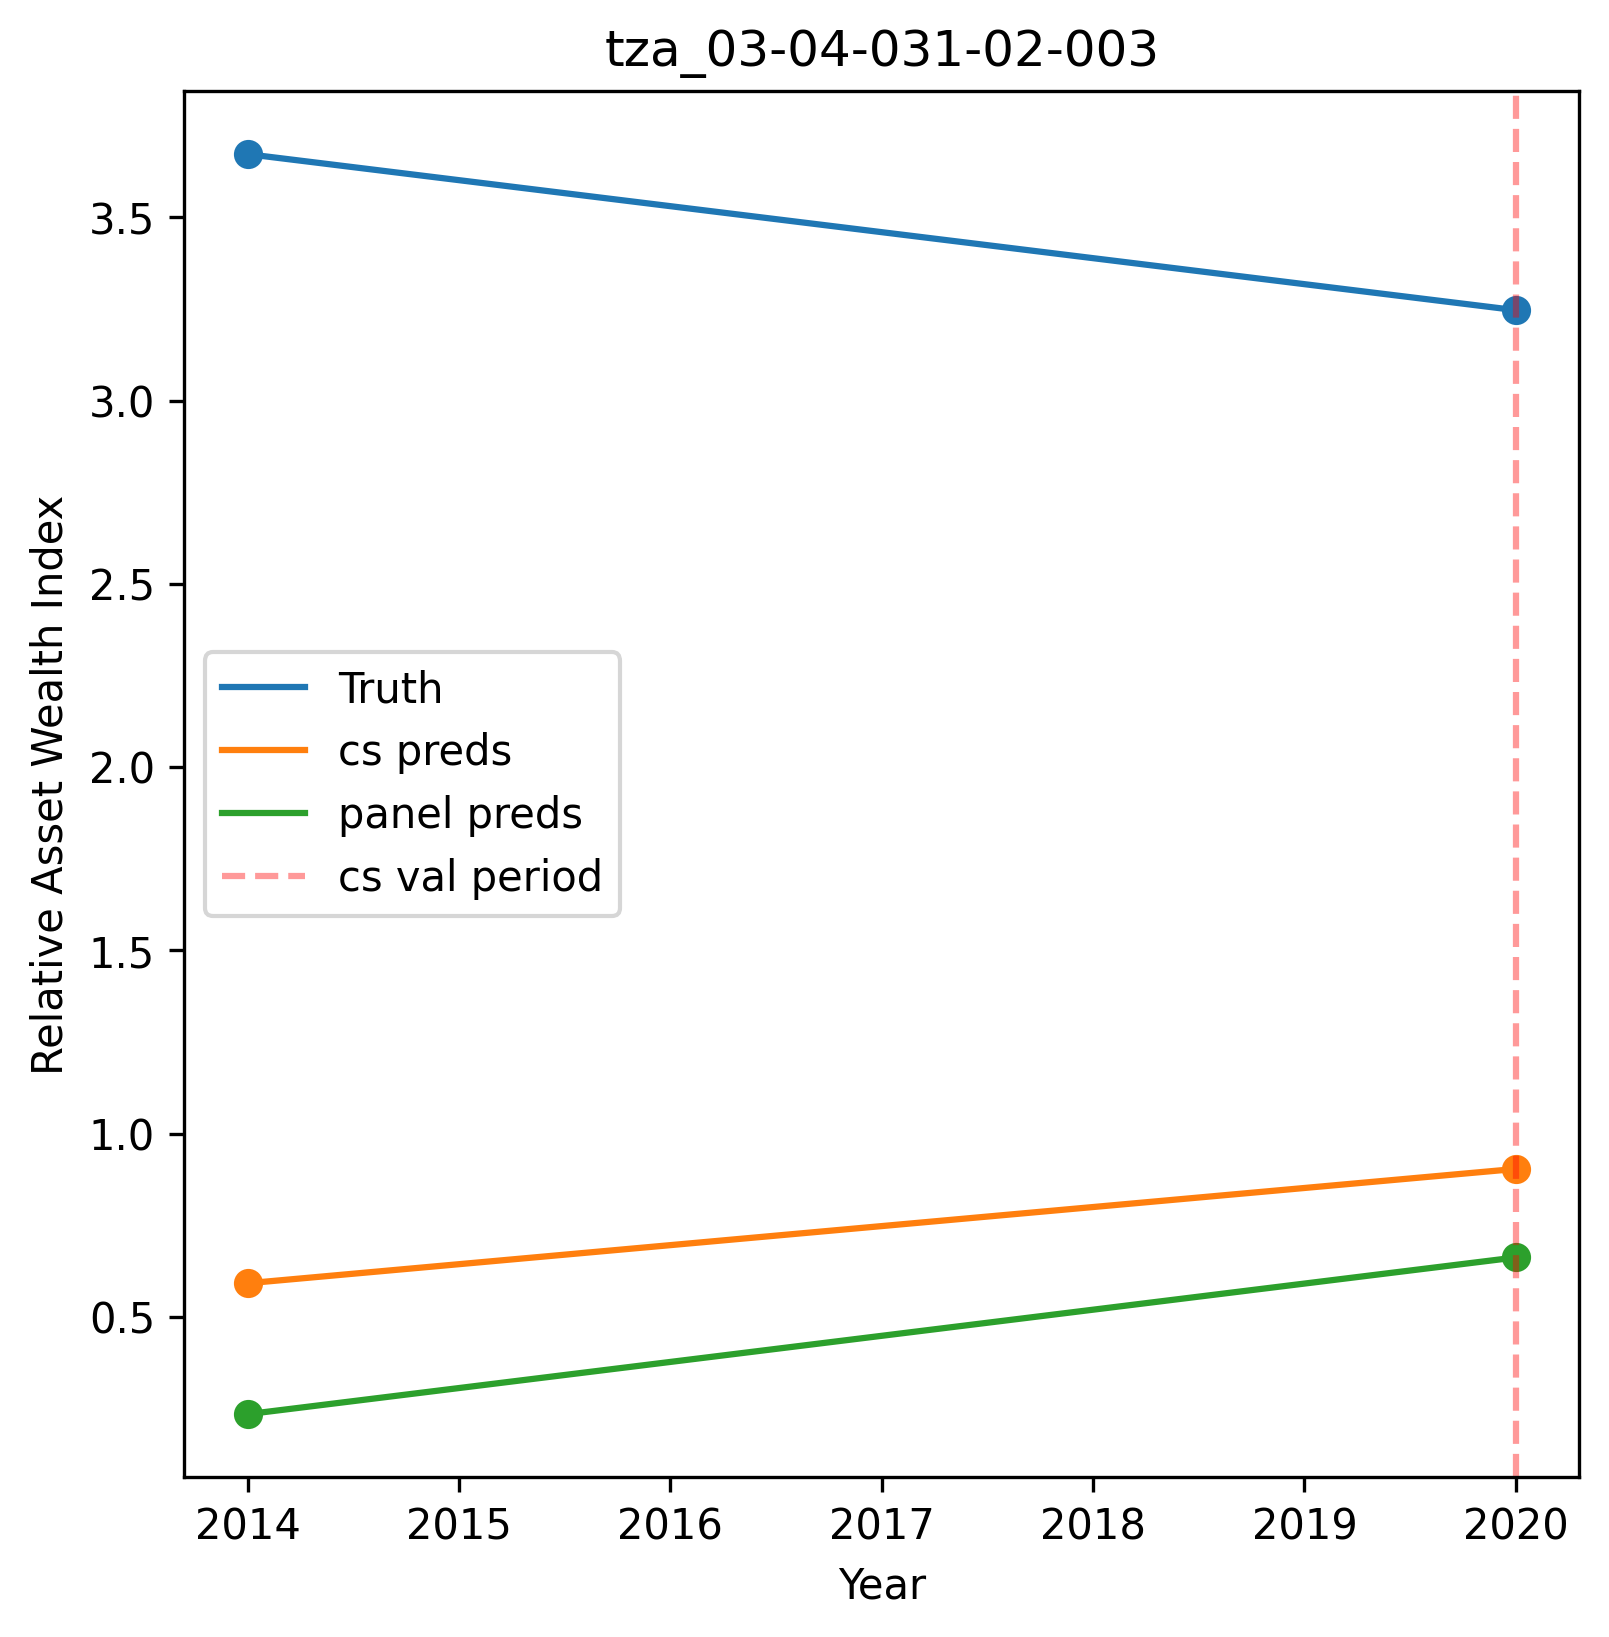 tza_03-04-031-02-003
Relative Asset Wealth Index
3.5
3.0
2.5
2.0
1.5
1.0
0.5
Truth
cs preds
panel preds
cs val period
2014 2015 2016 2017 2018 2019 2020
Year